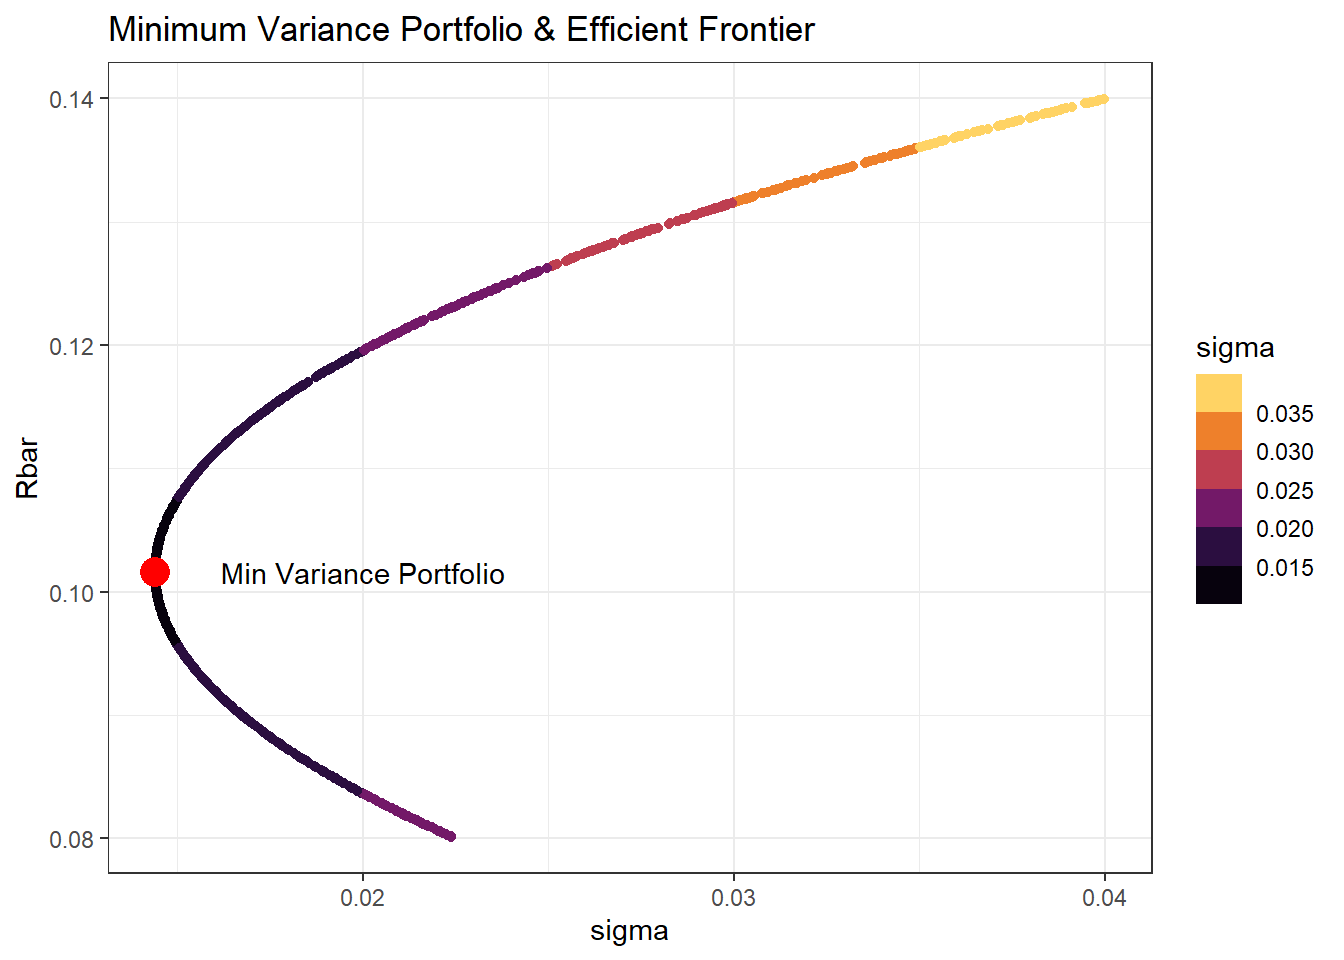 Minimum Variance Portfolio & Efficient Frontier
0.14
0.12
0.10
0.08
Rbar
Min Variance Portfolio
0.02
0.03
0.04
sigma
sigma
0.035
0.030
0.025
0.020
0.015